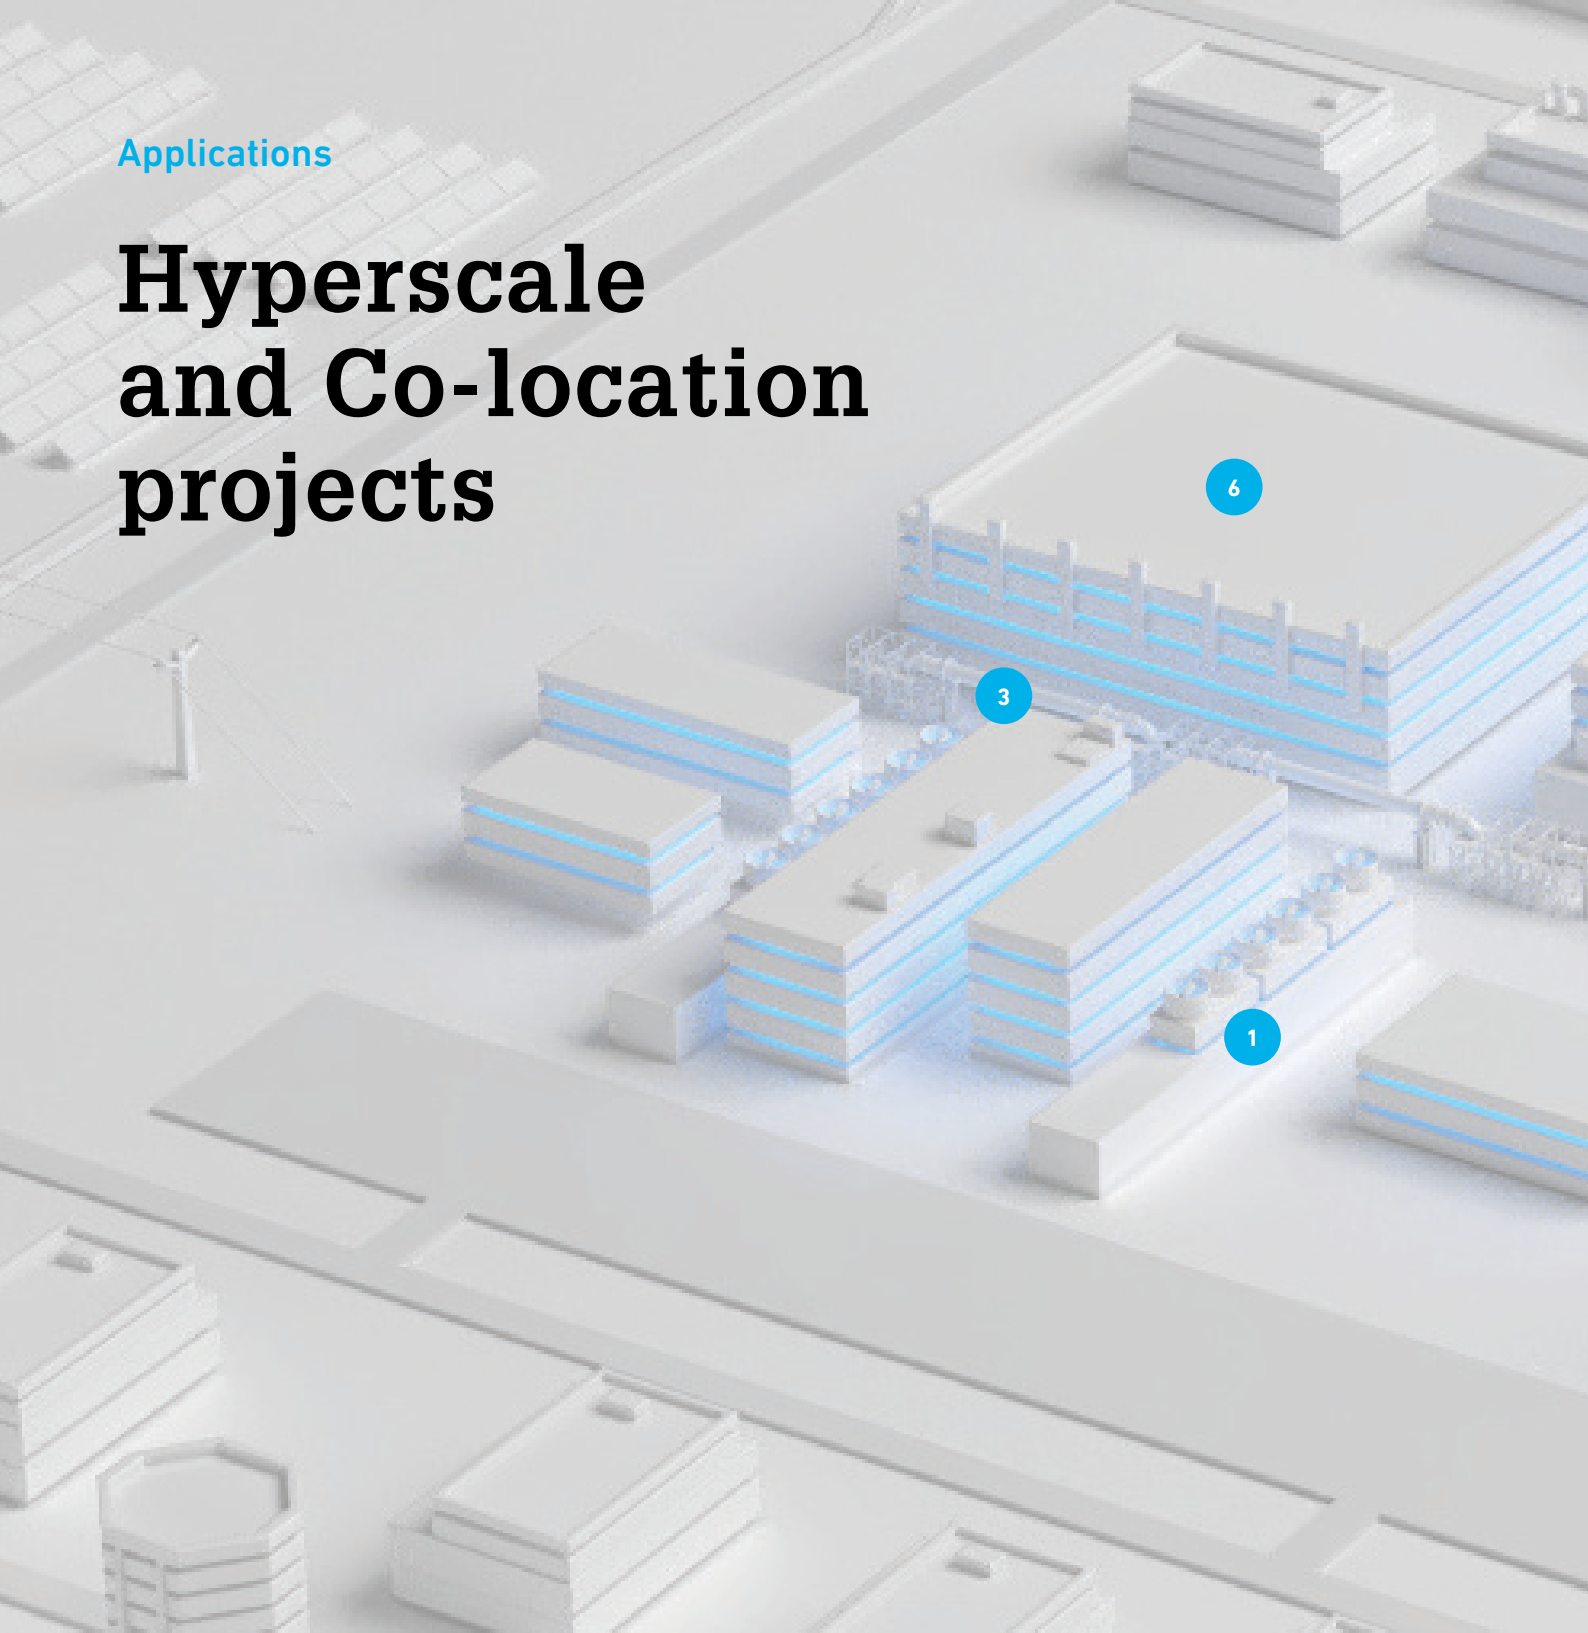 Applications
Hyperscale
and Co-location
projects
6
3
1